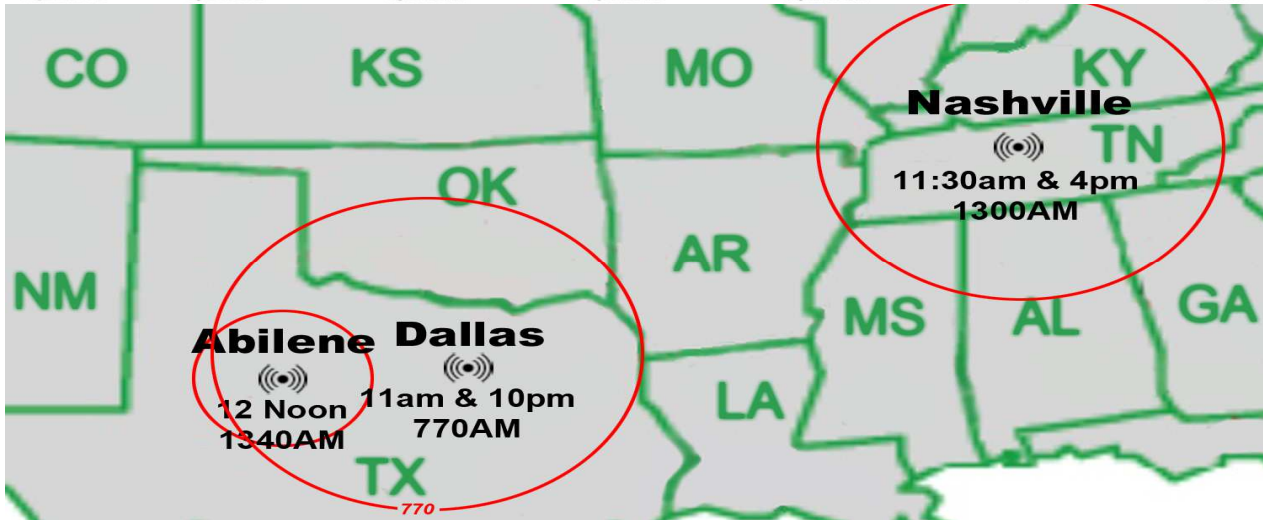 CO
KS
MO
KY
Nashville
TN
11:30am & 4pm
1300AM
OK
AR
NM
MS
AL
GA
Abilene
12 Noon
1340AM
Dallas
11am & 10pm
770AM
LA
TX
770